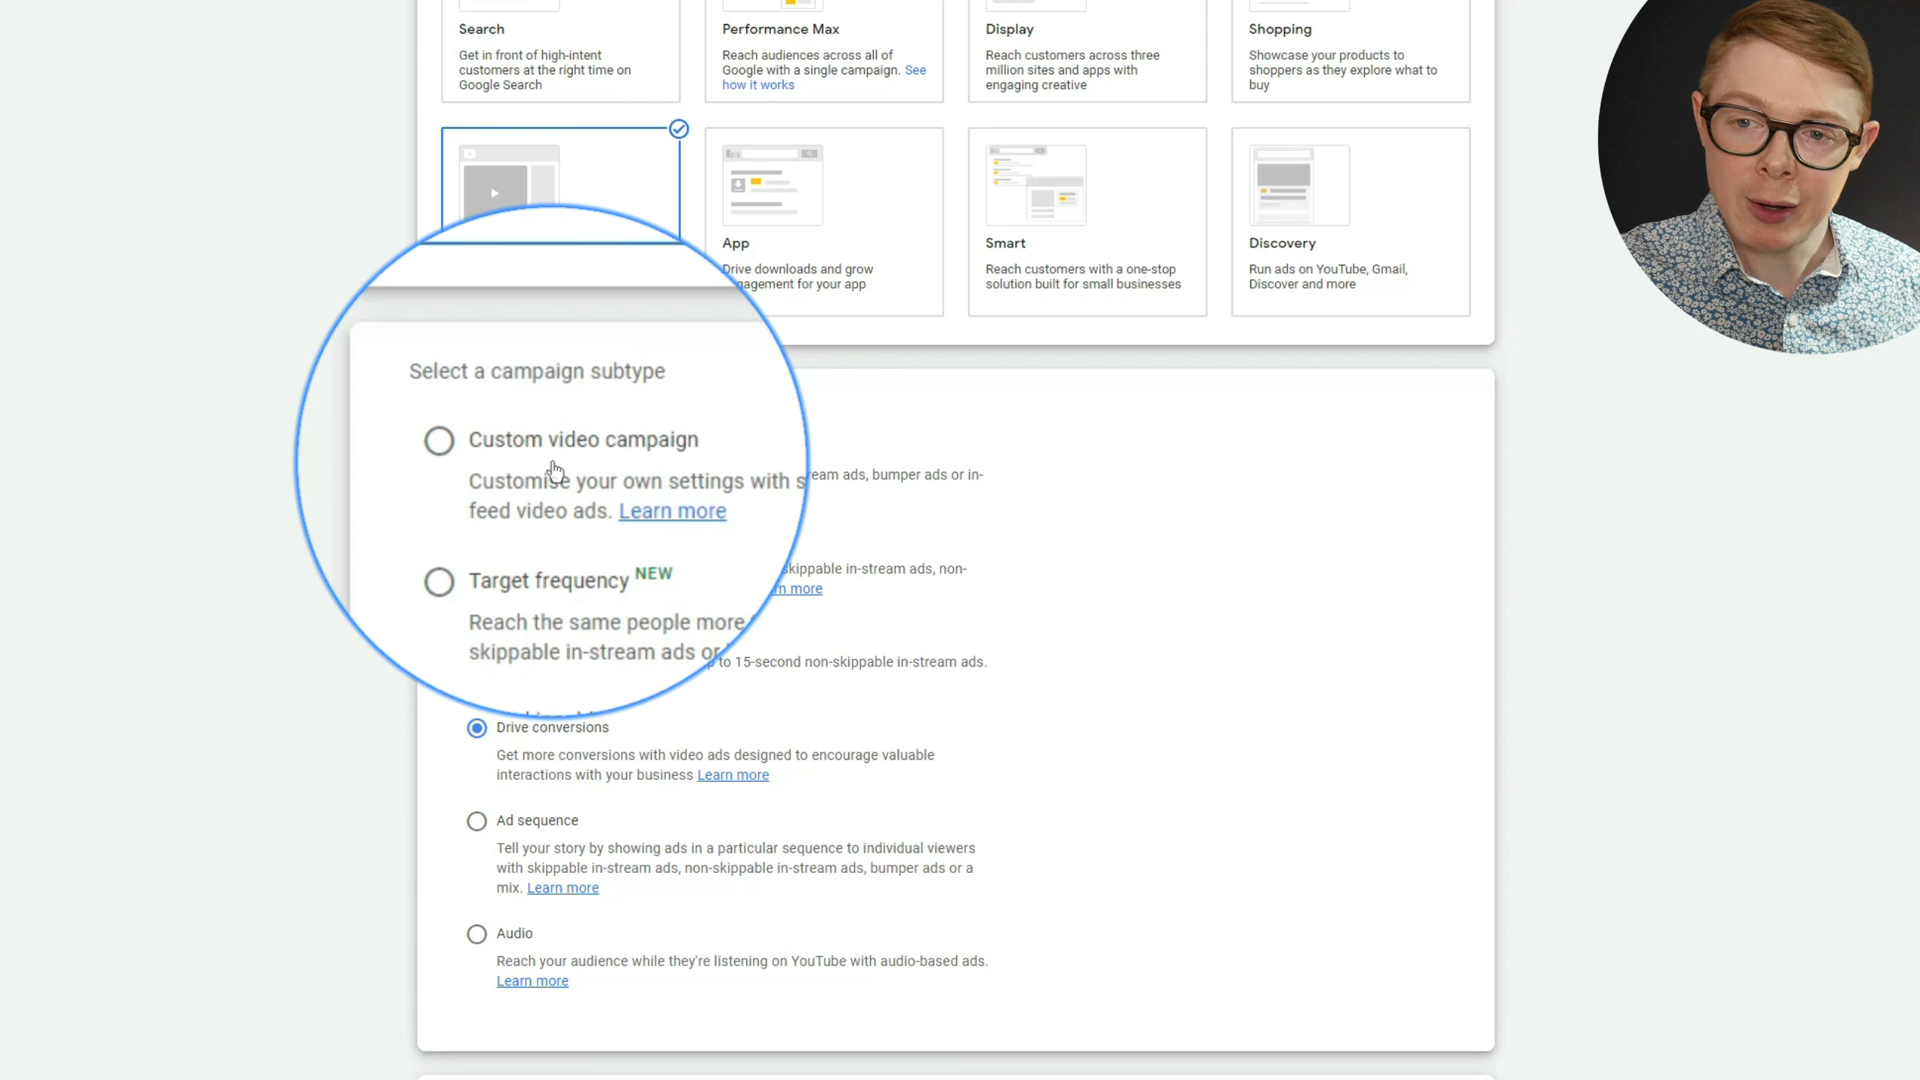 Search
Get in front of high-intent
customers at the right time on
Google Search
Performance Max
Reach audiences across all of
Google with a single campaign. See
how it works
Display
Reach customers across three
million sites and apps with
engaging creative
Shopping
Showcase your products to
shoppers as they explore what to
buy
App
Drive downloads and grow
agement for your app
Smart
Reach customers with a one-stop
solution built for small businesses
Discovery
Run ads on YouTube, Gmail,
Discover and more
Select a campaign subtype
Custom video campaign
Customise your own settings with s ream ads, bumper ads or in-
feed video ads. Learn more
Target frequency NEW
Reach the same people more skippable in-stream ads, non-
skippable in-stream ads or more
to 15-second non-skippable in-stream ads.
Drive conversions
Get more conversions with video ads designed to encourage valuable
interactions with your business Learn more
Ad sequence
Tell your story by showing ads in a particular sequence to individual viewers
with skippable in-stream ads, non-skippable in-stream ads, bumper ads or a
mix. Learn more
Audio
Reach your audience while they're listening on YouTube with audio-based ads.
Learn more